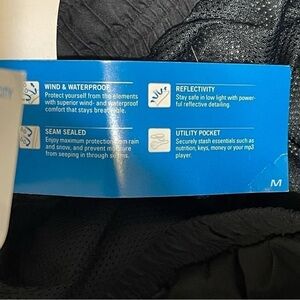 WIND & WATERPROOF
Protect yourself from the elements
with superior wind- and waterproof
comfort that stays breathable.
REFLECTIVITY
Stay safe in low light with power-
ful reflective detailing.
SEAM SEALED
Enjoy maximum protection from rain
and snow, and prevent moisture
from seeping in through seams.
UTILITY POCKET
Securely stash essentials such as
nutrition, keys, money or your mp3
player.
M